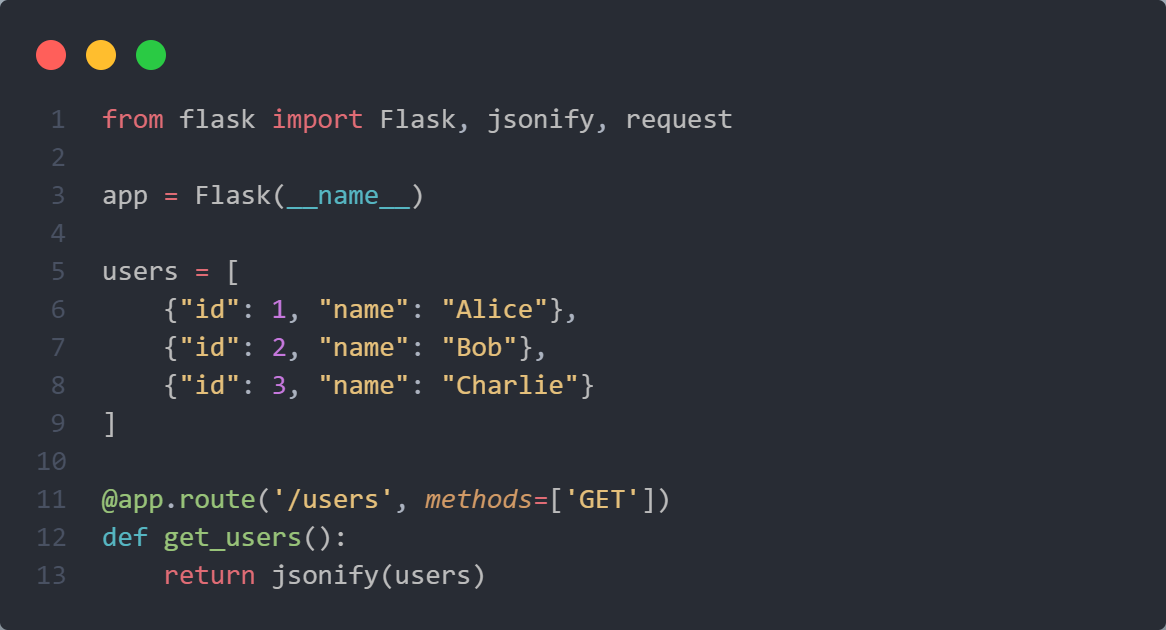 1 from flask import Flask, jsonify, request
2
3 app = Flask(__name__)
4
5 users = [
6     {"id": 1, "name": "Alice"},
7     {"id": 2, "name": "Bob"},
8     {"id": 3, "name": "Charlie"}
9 ]
10
11 @app.route('/users', methods=['GET'])
12 def get_users():
13     return jsonify(users)